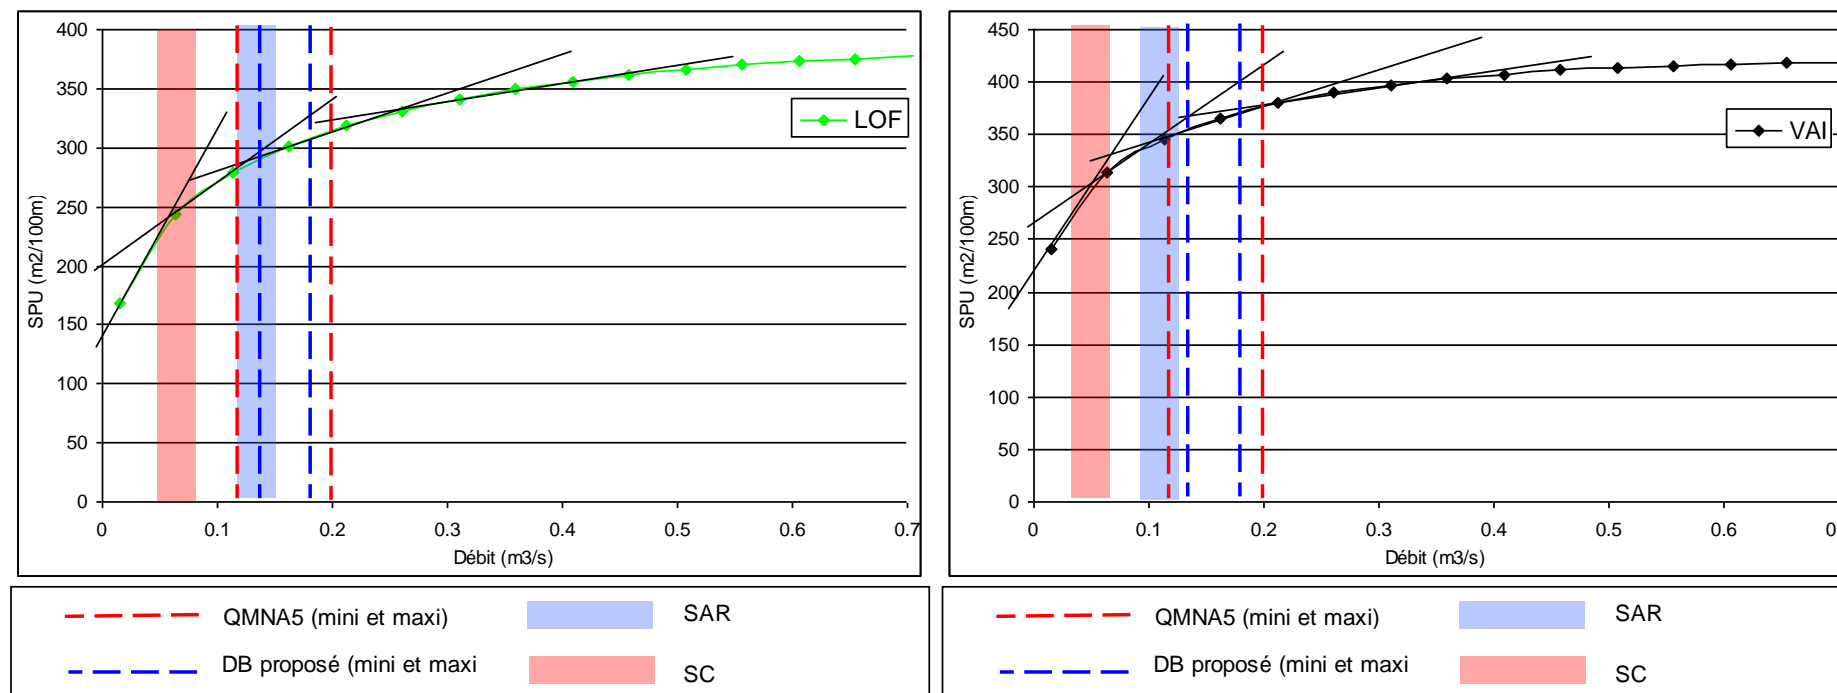 400
350
300
250
200
150
100
50
0
SPU (m2/100m)
0 0.1 0.2 0.3 0.4 0.5 0.6 0.7
Débit (m3/s)
LOF
450
400
350
300
250
200
150
100
50
0
SPU (m2/100m)
0 0.1 0.2 0.3 0.4 0.5 0.6 0.
Débit (m3/s)
VAI
QMNA5 (mini et maxi)
SAR
DB proposé (mini et maxi
SC
QMNA5 (mini et maxi)
SAR
DB proposé (mini et maxi
SC